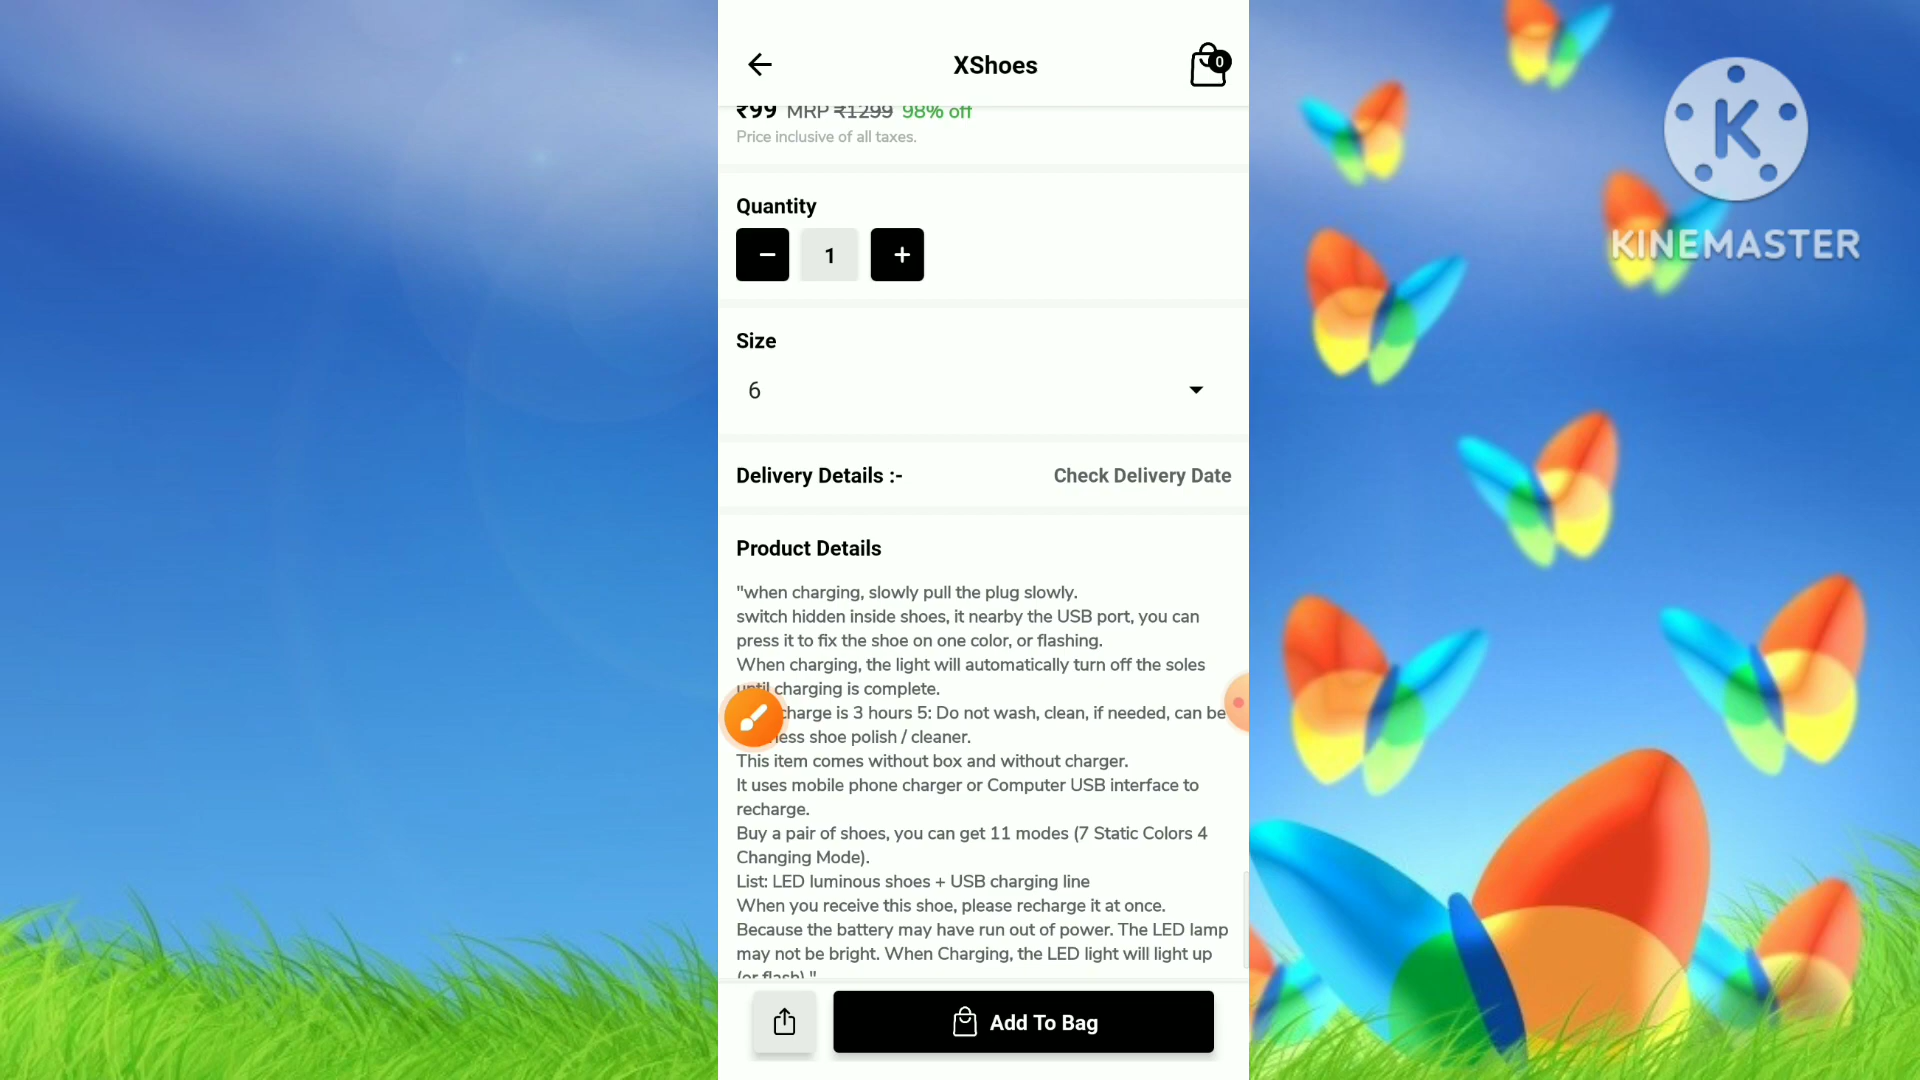 XShoes
0
₹99 MRP ₹1299 98% off
Price inclusive of all taxes.
Quantity
− 1 +
Size
6
Delivery Details :- Check Delivery Date
Product Details
"when charging, slowly pull the plug slowly.
switch hidden inside shoes, it nearby the USB port, you can
press it to fix the shoe on one color, or flashing.
When charging, the light will automatically turn off the soles
until charging is complete.
charge is 3 hours 5: Do not wash, clean, if needed, can be
shoe polish / cleaner.
This item comes without box and without charger.
It uses mobile phone charger or Computer USB interface to
recharge.
Buy a pair of shoes, you can get 11 modes (7 Static Colors 4
Changing Mode).
List: LED luminous shoes + USB charging line
When you receive this shoe, please recharge it at once.
Because the battery may have run out of power. The LED lamp
may not be bright. When Charging, the LED light will light up
(or flash)."
Add To Bag
K
KINEMASTER